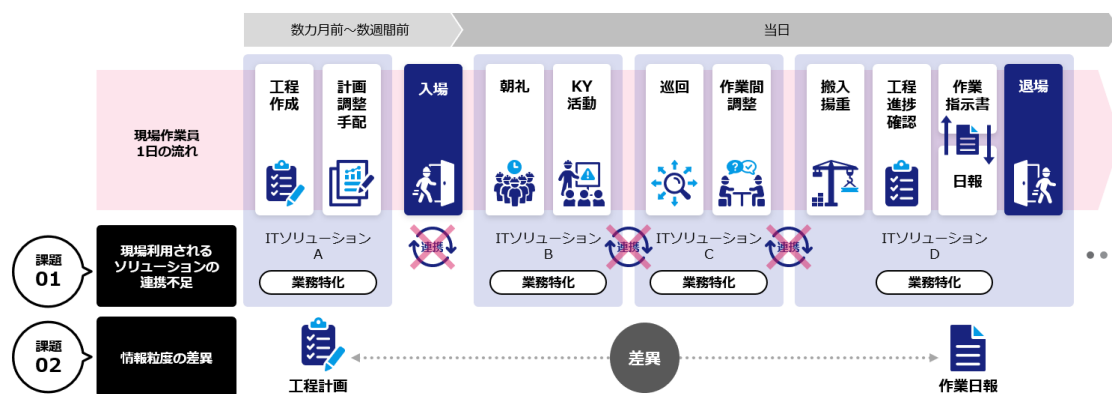 数カ月前～数週間前
当日
現場作業員
1日の流れ
工程
作成
計画
調整
手配
入場
朝礼
KY
活動
巡回
作業間
調整
搬入
揚重
工程
進捗
確認
作業
指示書
日報
退場
課題
01
現場利用される
ソリューションの
連携不足
ITソリューション
A
業務特化
連携
ITソリューション
B
業務特化
連携
ITソリューション
C
業務特化
連携
ITソリューション
D
業務特化
課題
02
情報粒度の差異
工程計画
差異
作業日報